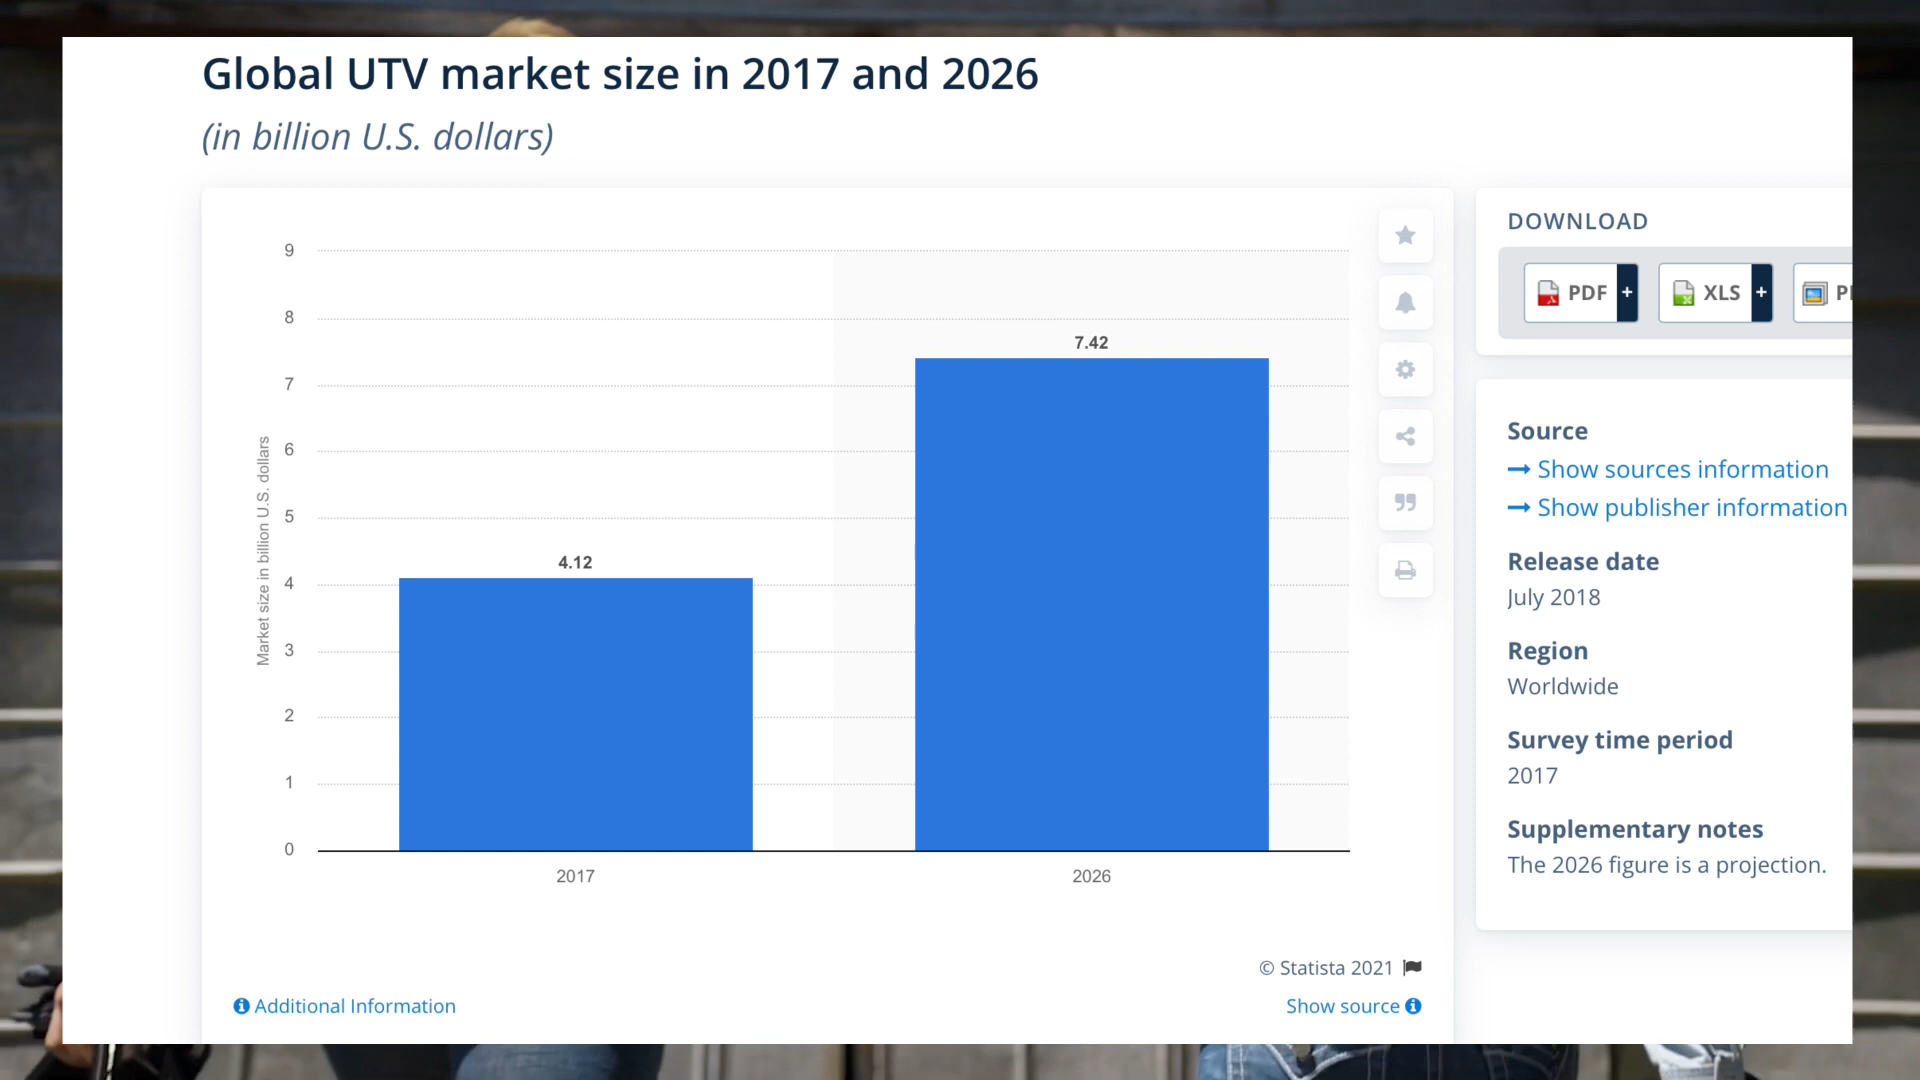 Global UTV market size in 2017 and 2026
(in billion U.S. dollars)
9
8
7
6
5
4
3
2
1
0
Market size in billion U.S. dollars
4.12
7.42
2017
2026
© Statista 2021
Additional Information
Show source
DOWNLOAD
PDF +
XLS +
Source
Show sources information
Show publisher information
Release date
July 2018
Region
Worldwide
Survey time period
2017
Supplementary notes
The 2026 figure is a projection.